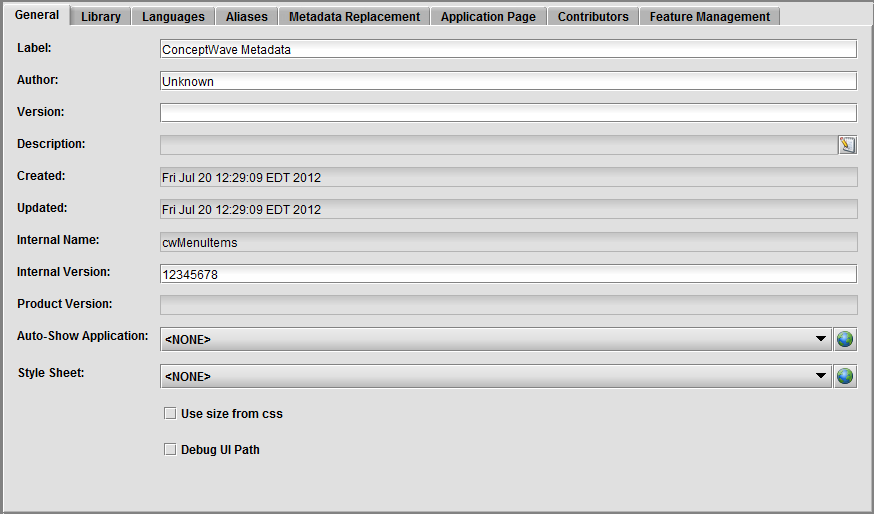 General Library Languages Aliases Metadata Replacement Application Page Contributors Feature Management
Label: ConceptWave Metadata
Author: Unknown
Version:
Description:
Created: Fri Jul 20 12:29:09 EDT 2012
Updated: Fri Jul 20 12:29:09 EDT 2012
Internal Name: cwMenuItems
Internal Version: 12345678
Product Version:
Auto-Show Application: <NONE>
Style Sheet: <NONE>
Use size from css
Debug UI Path